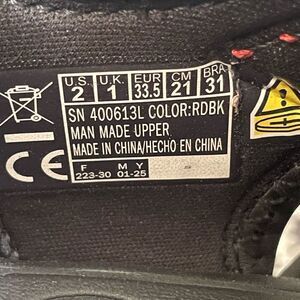 U.S. U.K. EUR CM BRA
2 1 33.5 21 31
SN 400613L COLOR:RDBK
MAN MADE UPPER
MADE IN CHINA/HECHO EN CHINA
CE
F M Y
223-30 01-25